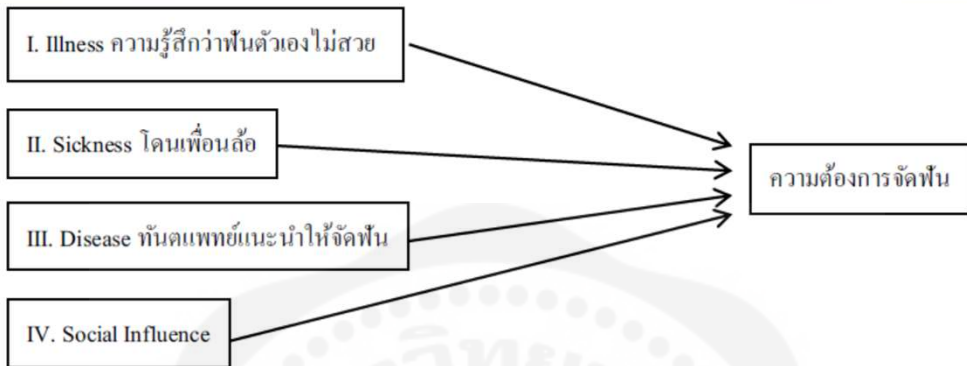 I. Illness ความรู้สึกว่าฟันตัวเองไม่สวย
II. Sickness โดนเพื่อนล้อ
ความต้องการจัดฟัน
III. Disease ทันตแพทย์แนะนำให้จัดฟัน
IV. Social Influence